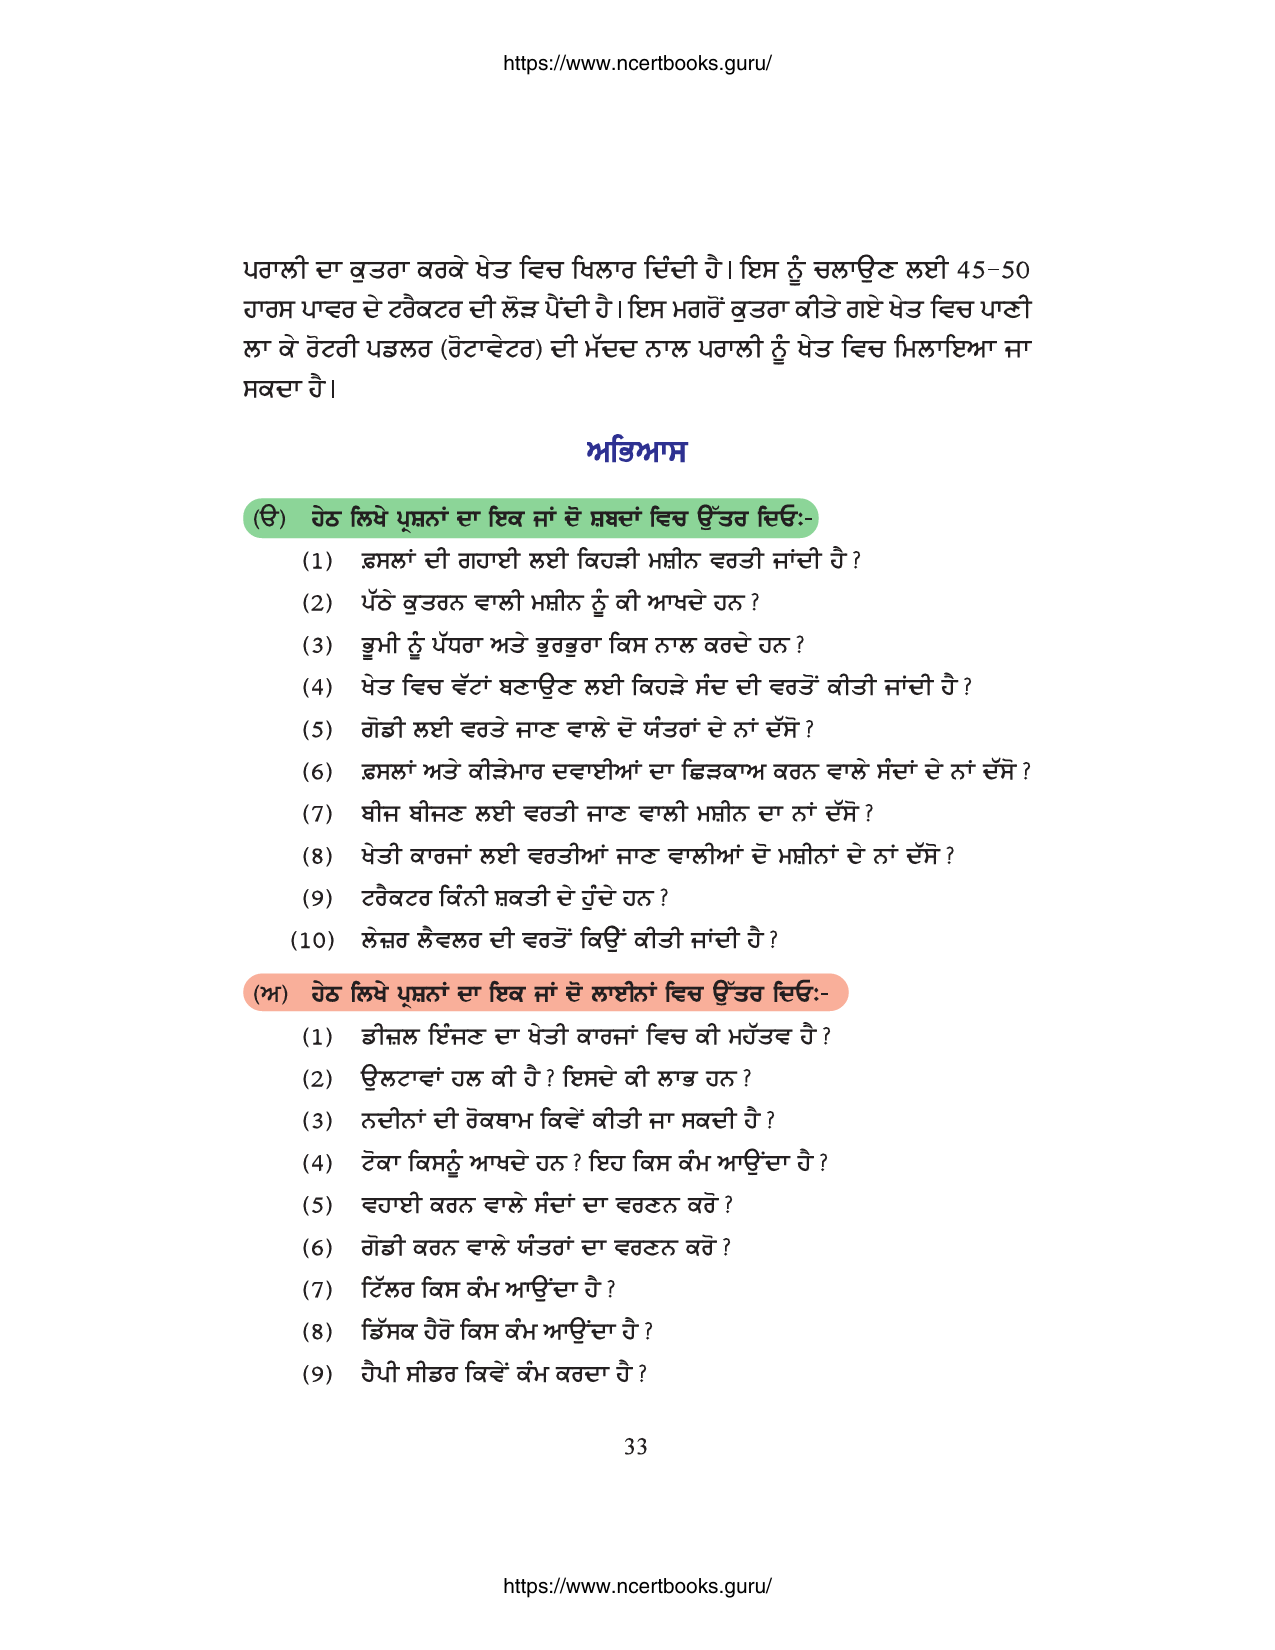 https://www.ncertbooks.guru/
ਪਰਾਲੀ ਦਾ ਕੁਤਰਾ ਕਰਕੇ ਖੇਤ ਵਿਚ ਖਿਲਾਰ ਦਿੰਦੀ ਹੈ। ਇਸ ਨੂੰ ਚਲਾਉਣ ਲਈ 45-50
ਹਾਰਸ ਪਾਵਰ ਦੇ ਟਰੈਕਟਰ ਦੀ ਲੋੜ ਪੈਂਦੀ ਹੈ। ਇਸ ਮਗਰੋਂ ਕੁਤਰਾ ਕੀਤੇ ਗਏ ਖੇਤ ਵਿਚ ਪਾਣੀ
ਲਾ ਕੇ ਰੋਟਰੀ ਪਡਲਰ (ਰੋਟਾਵੇਟਰ) ਦੀ ਮੱਦਦ ਨਾਲ ਪਰਾਲੀ ਨੂੰ ਖੇਤ ਵਿਚ ਮਿਲਾਇਆ ਜਾ
ਸਕਦਾ ਹੈ।
ਅਭਿਆਸ
(ੳ) ਹੇਠ ਲਿਖੇ ਪ੍ਰਸ਼ਨਾਂ ਦਾ ਇਕ ਜਾਂ ਦੋ ਸ਼ਬਦਾਂ ਵਿਚ ਉੱਤਰ ਦਿਓ:-
(1) ਫ਼ਸਲਾਂ ਦੀ ਗਹਾਈ ਲਈ ਕਿਹੜੀ ਮਸ਼ੀਨ ਵਰਤੀ ਜਾਂਦੀ ਹੈ ?
(2) ਪੱਠੇ ਕੁਤਰਨ ਵਾਲੀ ਮਸ਼ੀਨ ਨੂੰ ਕੀ ਆਖਦੇ ਹਨ ?
(3) ਭੂਮੀ ਨੂੰ ਪੱਧਰਾ ਅਤੇ ਭੁਰਭੁਰਾ ਕਿਸ ਨਾਲ ਕਰਦੇ ਹਨ ?
(4) ਖੇਤ ਵਿਚ ਵੱਟਾਂ ਬਣਾਉਣ ਲਈ ਕਿਹੜੇ ਸੰਦ ਦੀ ਵਰਤੋਂ ਕੀਤੀ ਜਾਂਦੀ ਹੈ ?
(5) ਗੋਡੀ ਲਈ ਵਰਤੇ ਜਾਣ ਵਾਲੇ ਦੋ ਯੰਤਰਾਂ ਦੇ ਨਾਂ ਦੱਸੋ ?
(6) ਫ਼ਸਲਾਂ ਅਤੇ ਕੀੜੇਮਾਰ ਦਵਾਈਆਂ ਦਾ ਛਿੜਕਾਅ ਕਰਨ ਵਾਲੇ ਸੰਦਾਂ ਦੇ ਨਾਂ ਦੱਸੋ ?
(7) ਬੀਜ ਬੀਜਣ ਲਈ ਵਰਤੀ ਜਾਣ ਵਾਲੀ ਮਸ਼ੀਨ ਦਾ ਨਾਂ ਦੱਸੋ ?
(8) ਖੇਤੀ ਕਾਰਜਾਂ ਲਈ ਵਰਤੀਆਂ ਜਾਣ ਵਾਲੀਆਂ ਦੋ ਮਸ਼ੀਨਾਂ ਦੇ ਨਾਂ ਦੱਸੋ ?
(9) ਟਰੈਕਟਰ ਕਿੰਨੀ ਸ਼ਕਤੀ ਦੇ ਹੁੰਦੇ ਹਨ ?
(10) ਲੇਜ਼ਰ ਲੈਵਲਰ ਦੀ ਵਰਤੋਂ ਕਿਉਂ ਕੀਤੀ ਜਾਂਦੀ ਹੈ ?
(ਅ) ਹੇਠ ਲਿਖੇ ਪ੍ਰਸ਼ਨਾਂ ਦਾ ਇਕ ਜਾਂ ਦੋ ਲਾਈਨਾਂ ਵਿਚ ਉੱਤਰ ਦਿਓ:-
(1) ਡੀਜ਼ਲ ਇੰਜਣ ਦਾ ਖੇਤੀ ਕਾਰਜਾਂ ਵਿਚ ਕੀ ਮਹੱਤਵ ਹੈ ?
(2) ਉਲਟਾਵਾਂ ਹਲ ਕੀ ਹੈ ? ਇਸਦੇ ਕੀ ਲਾਭ ਹਨ ?
(3) ਨਦੀਨਾਂ ਦੀ ਰੋਕਥਾਮ ਕਿਵੇਂ ਕੀਤੀ ਜਾ ਸਕਦੀ ਹੈ ?
(4) ਟੋਕਾ ਕਿਸਨੂੰ ਆਖਦੇ ਹਨ ? ਇਹ ਕਿਸ ਕੰਮ ਆਉਂਦਾ ਹੈ ?
(5) ਵਹਾਈ ਕਰਨ ਵਾਲੇ ਸੰਦਾਂ ਦਾ ਵਰਣਨ ਕਰੋ ?
(6) ਗੋਡੀ ਕਰਨ ਵਾਲੇ ਯੰਤਰਾਂ ਦਾ ਵਰਣਨ ਕਰੋ ?
(7) ਟਿੱਲਰ ਕਿਸ ਕੰਮ ਆਉਂਦਾ ਹੈ ?
(8) ਡਿੱਸਕ ਹੈਰੋ ਕਿਸ ਕੰਮ ਆਉਂਦਾ ਹੈ ?
(9) ਹੈਪੀ ਸੀਡਰ ਕਿਵੇਂ ਕੰਮ ਕਰਦਾ ਹੈ ?
33
https://www.ncertbooks.guru/